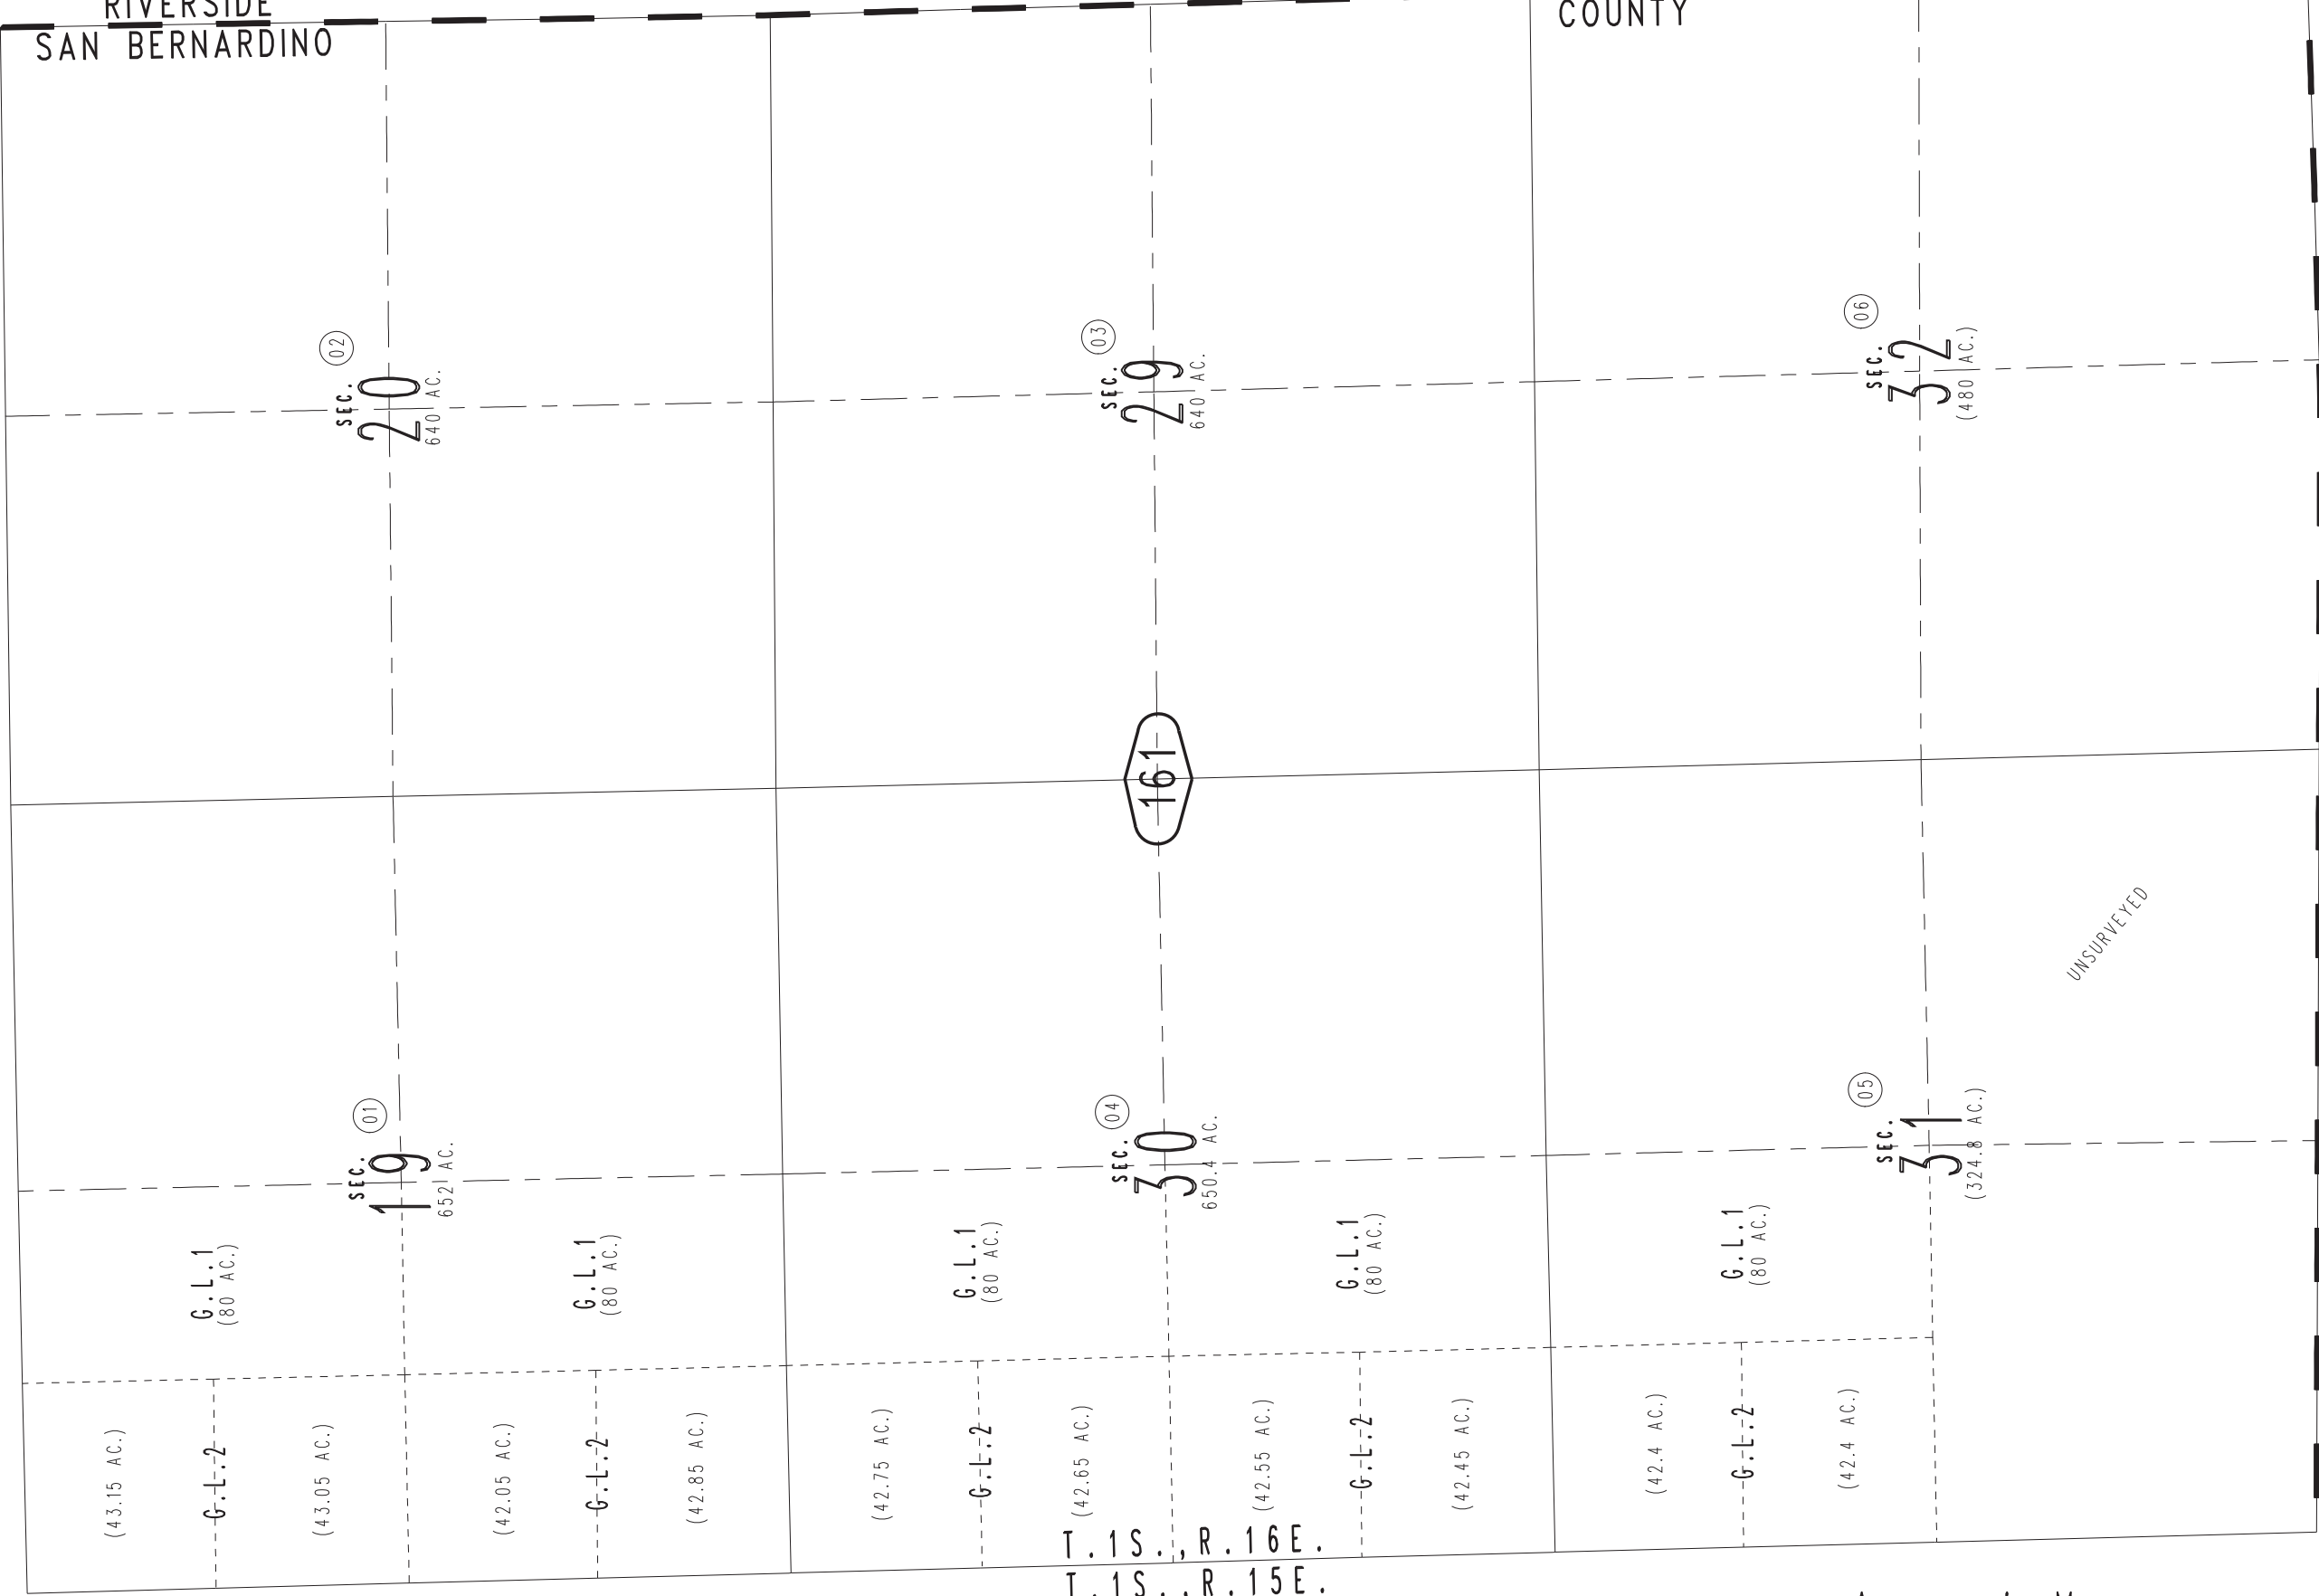 RIVERSIDE
COUNTY
SAN BERNARDINO
02
SEC.
20
640 AC.
03
SEC.
29
640 AC.
06
SEC.
32
(480 AC.)
161
UNSURVEYED
01
SEC.
19
652 AC.
04
SEC.
30
650.4 AC.
05
SEC.
31
(324.8 AC.)
G.L.1
(80 AC.)
G.L.1
(80 AC.)
G.L.1
(80 AC.)
G.L.1
(80 AC.)
G.L.1
(80 AC.)
(43.15 AC.)
G.L.2
(43.05 AC.)
(42.05 AC.)
G.L.2
(42.85 AC.)
(42.75 AC.)
G.L.2
(42.65 AC.)
(42.55 AC.)
G.L.2
(42.45 AC.)
(42.4 AC.)
G.L.2
(42.4 AC.)
T.1S.,R.16E.
T.1S.,R.15E.